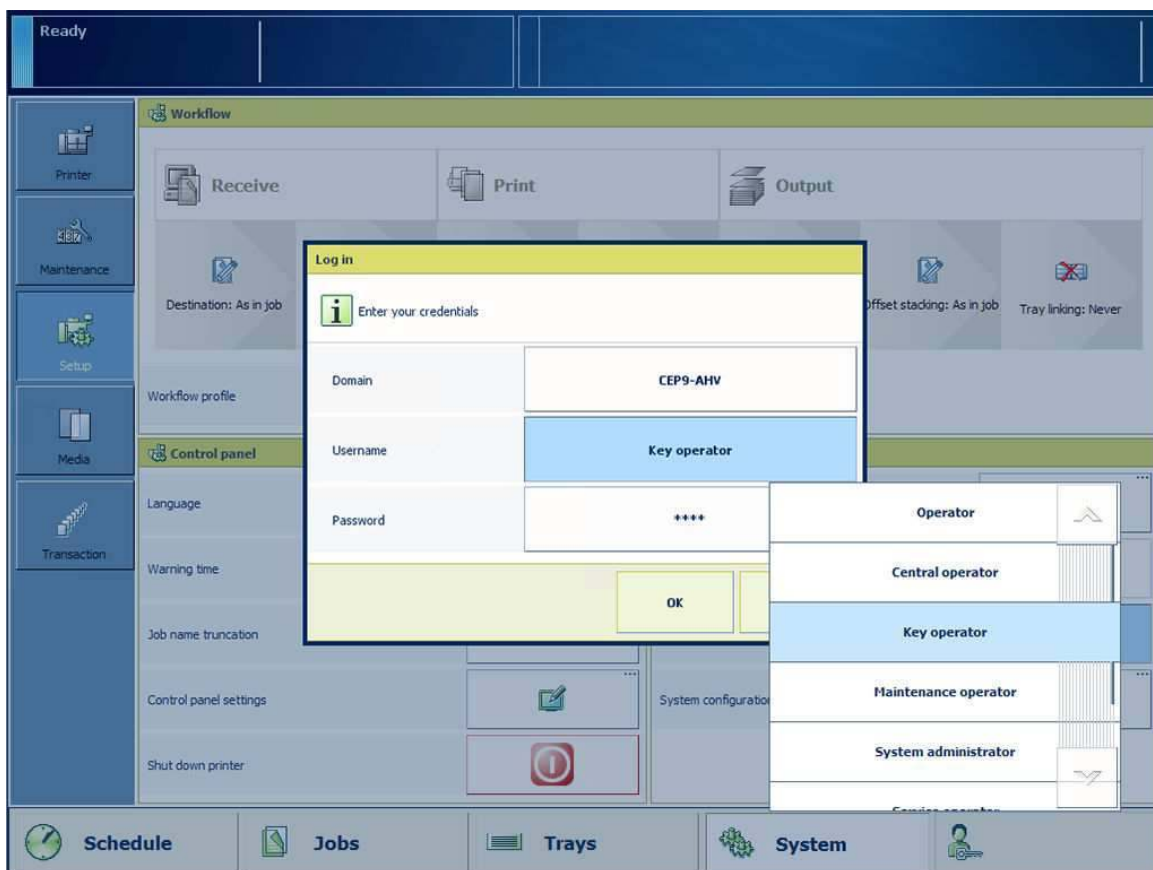 Ready
Workflow
Printer
Receive
Print
Output
Maintenance
Log in
Enter your credentials
Destination: As in job
Offset stacking: As in job
Tray linking: Never
Setup
Domain
CEP9-AHV
Workflow profile
Username
Key operator
Media
Control panel
Language
Password
****
Operator
Transaction
Warning time
Central operator
OK
Job name truncation
Key operator
Control panel settings
System configuration
Maintenance operator
System administrator
Shut down printer
Service operator
Schedule
Jobs
Trays
System